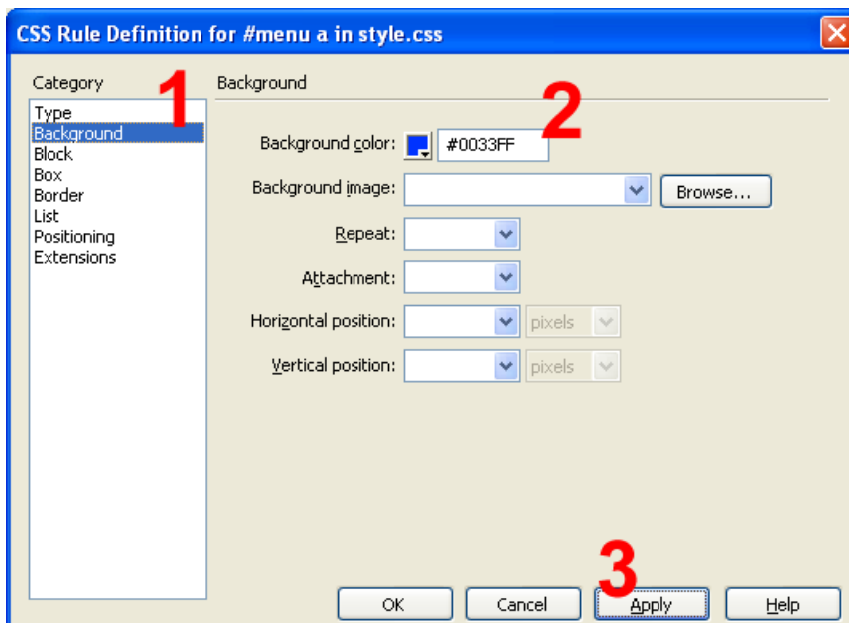 CSS Rule Definition for #menu a in style.css
Category
1
Background
Type
Background
Block
Box
Border
List
Positioning
Extensions
2
Background color: #0033FF
Background image: Browse...
Repeat:
Attachment:
Horizontal position: pixels
Vertical position: pixels
3
OK Cancel Apply Help